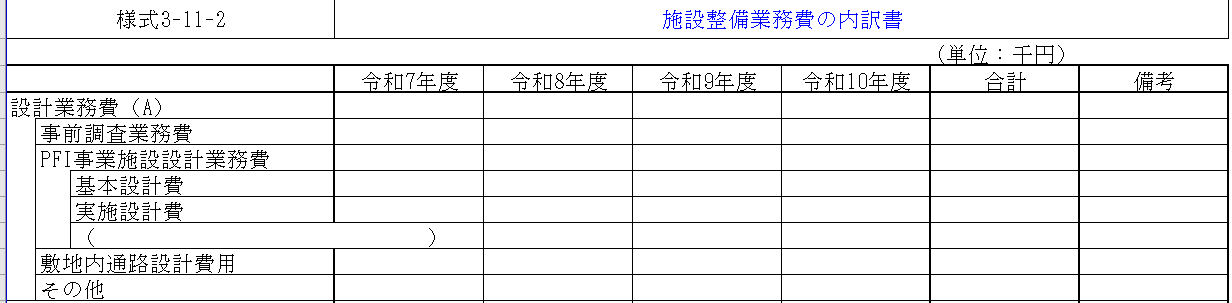 様式3-11-2 施設整備業務費の内訳書
(単位：千円)
令和7年度 令和8年度 令和9年度 令和10年度 合計 備考
設計業務費（A）
事前調査業務費
PFI事業施設設計業務費
基本設計費
実施設計費
（ ）
敷地内通路設計費用
その他